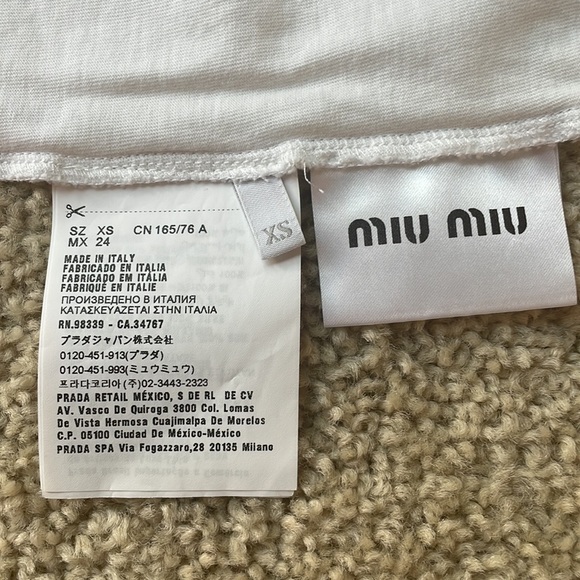 SZ XS CN 165/76 A
MX 24
MADE IN ITALY
FABRICADO EN ITALIA
FABRICADO EM ITÁLIA
FABRIQUÉ EN ITALIE
ПРОИЗВЕДЕНО В ИТАЛИЯ
ΚΑΤΑΣΚΕΥΑΖΕΤΑΙ ΣΤΗΝ ΙΤΑΛΙΑ
RN.98339 - CA.34767
プラダジャパン株式会社
0120-451-913(プラダ)
0120-451-993(ミュウミュウ)
프라다코리아 (주)02-3443-2323
PRADA RETAIL MÉXICO, S DE RL DE CV
AV. Vasco De Quiroga 3800 Col. Lomas
De Vista Hermosa Cuajimalpa De Morelos
C.P. 05100 Ciudad De México-México
PRADA SPA Via Fogazzaro,28 20135 Milano
XS
miu miu